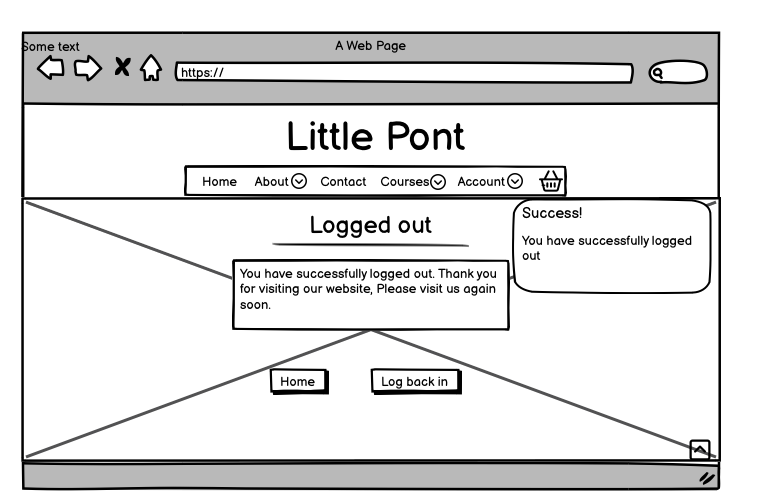 A Web Page
Some text
https://
Little Pont
Home About Contact Courses Account
Logged out
Success!
You have successfully logged
out
You have successfully logged out. Thank you
for visiting our website, Please visit us again
soon.
Home
Log back in